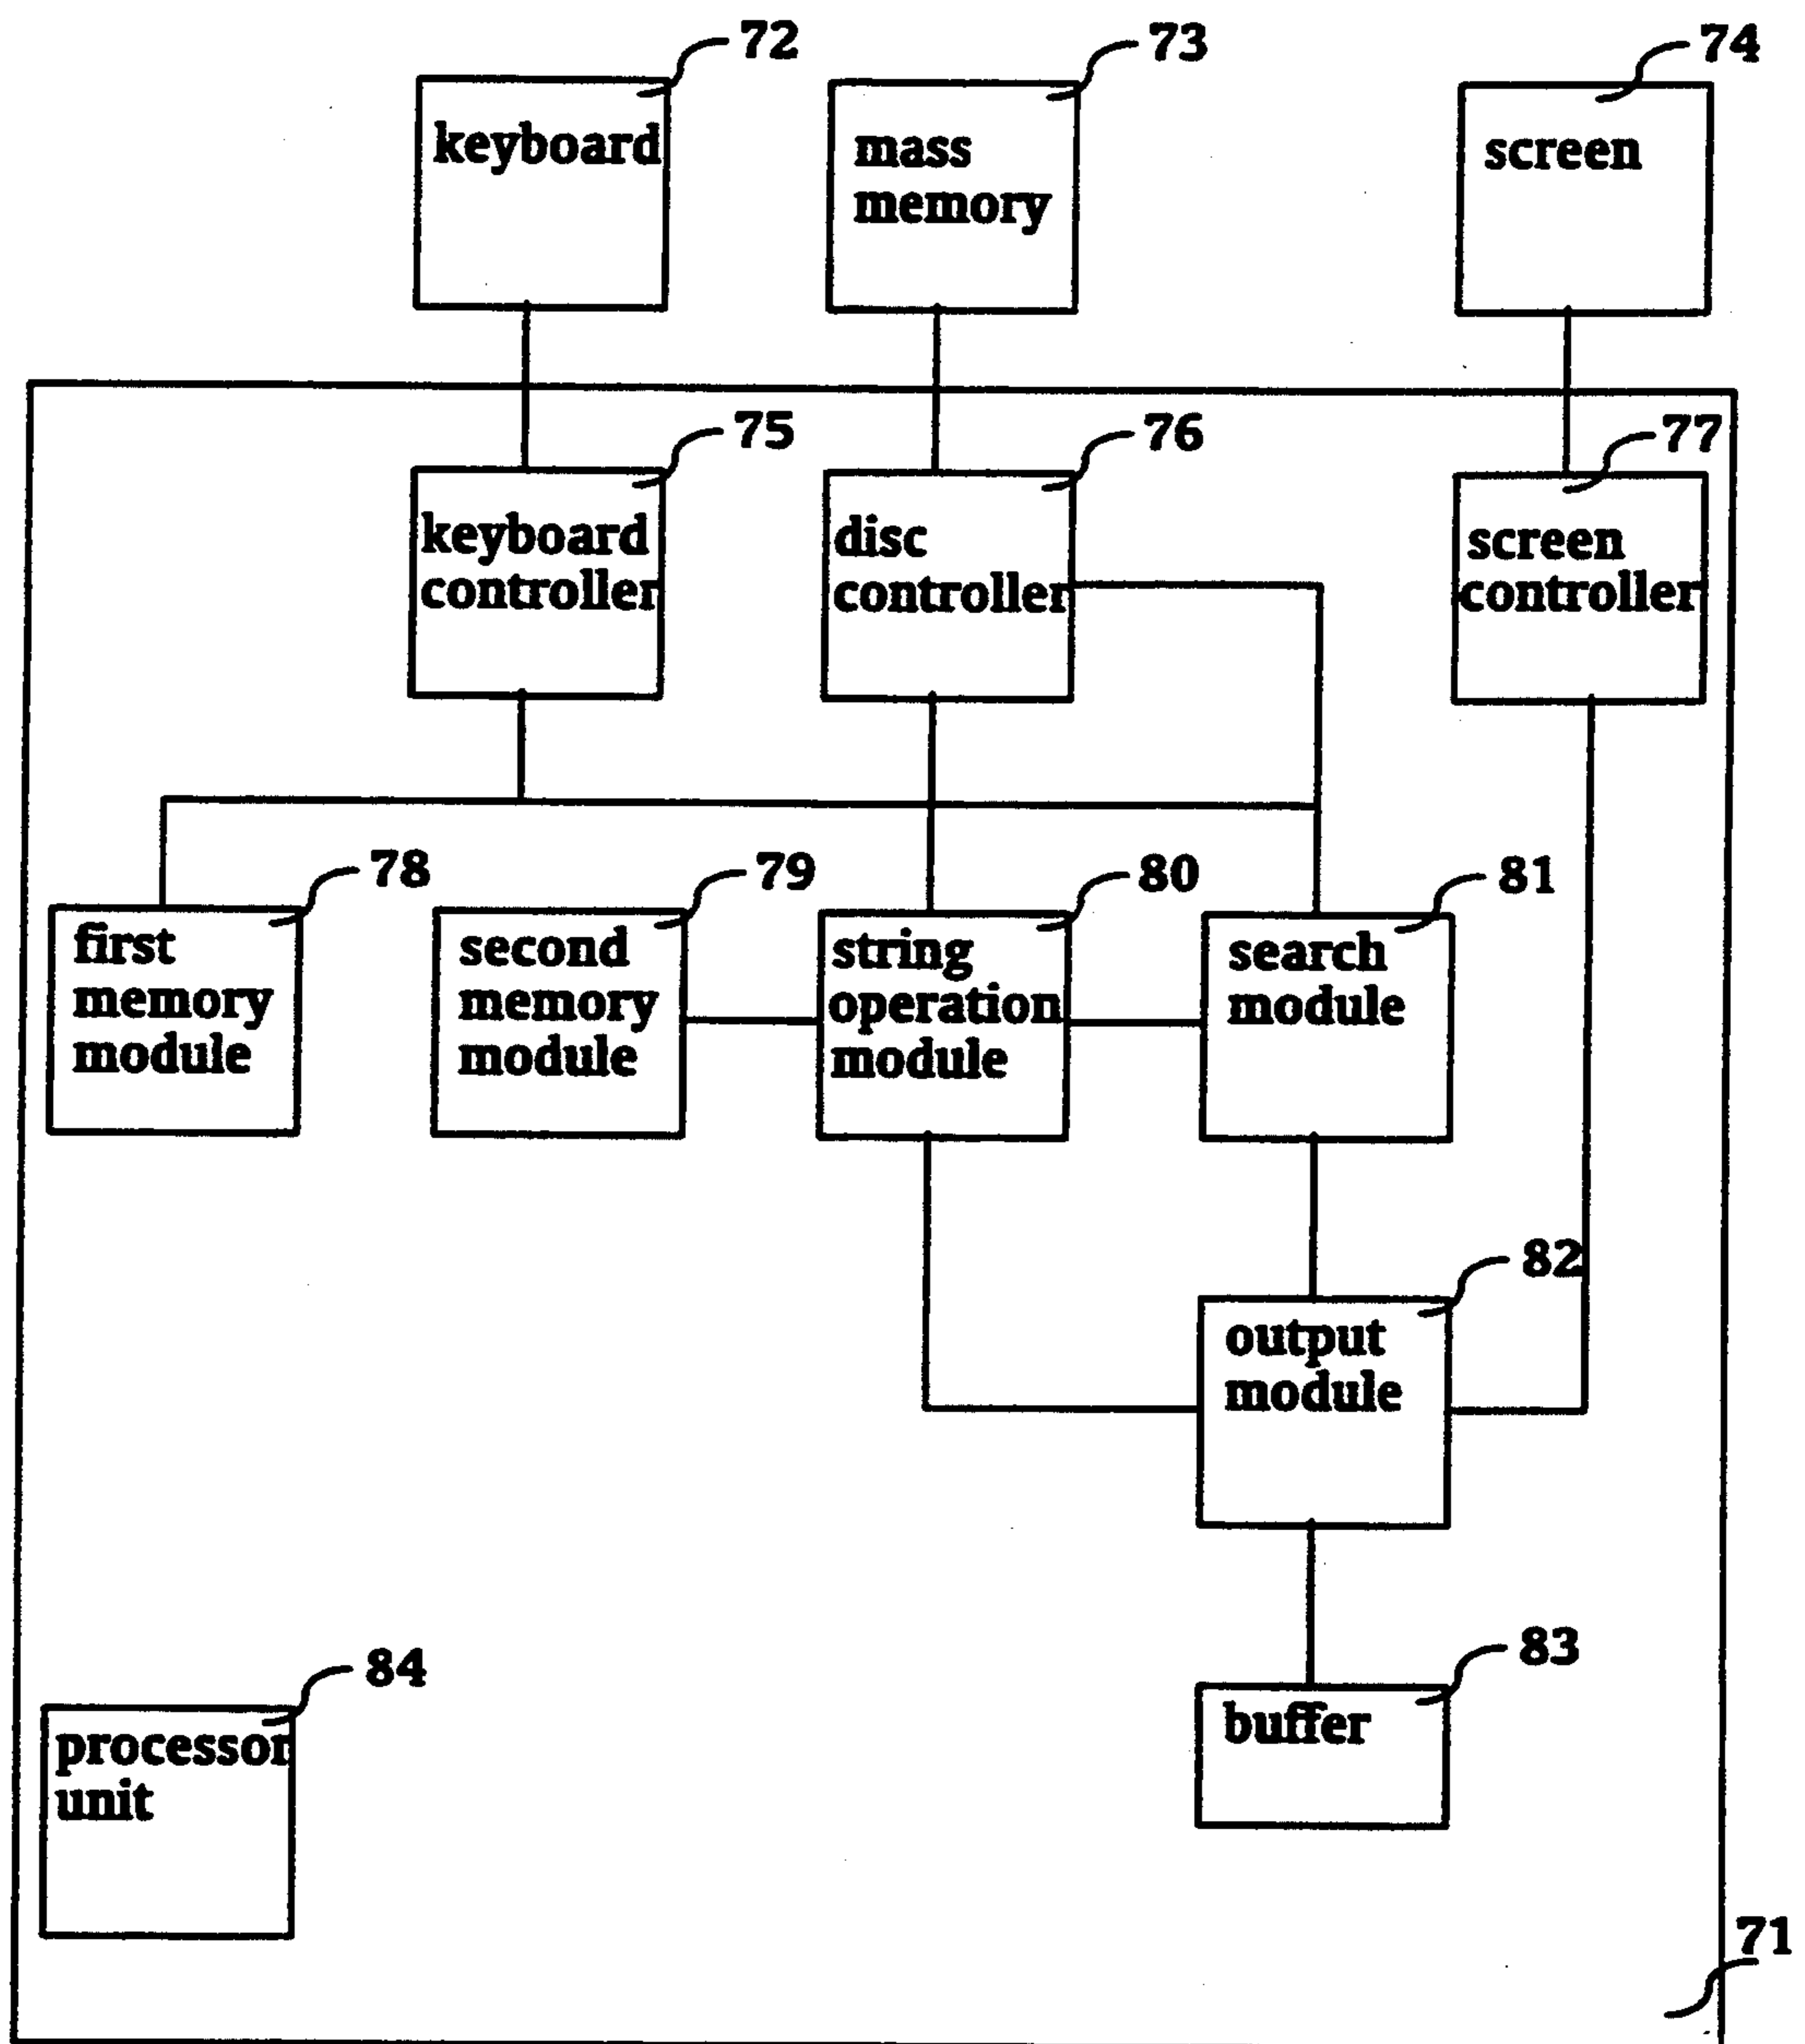 72
73
74
keyboard
mass
memory
screen
75
76
77
keyboard
controller
disc
controller
screen
controller
78
79
80
81
first
memory
module
second
memory
module
string
operation
module
search
module
82
output
module
83
buffer
84
processor
unit
71